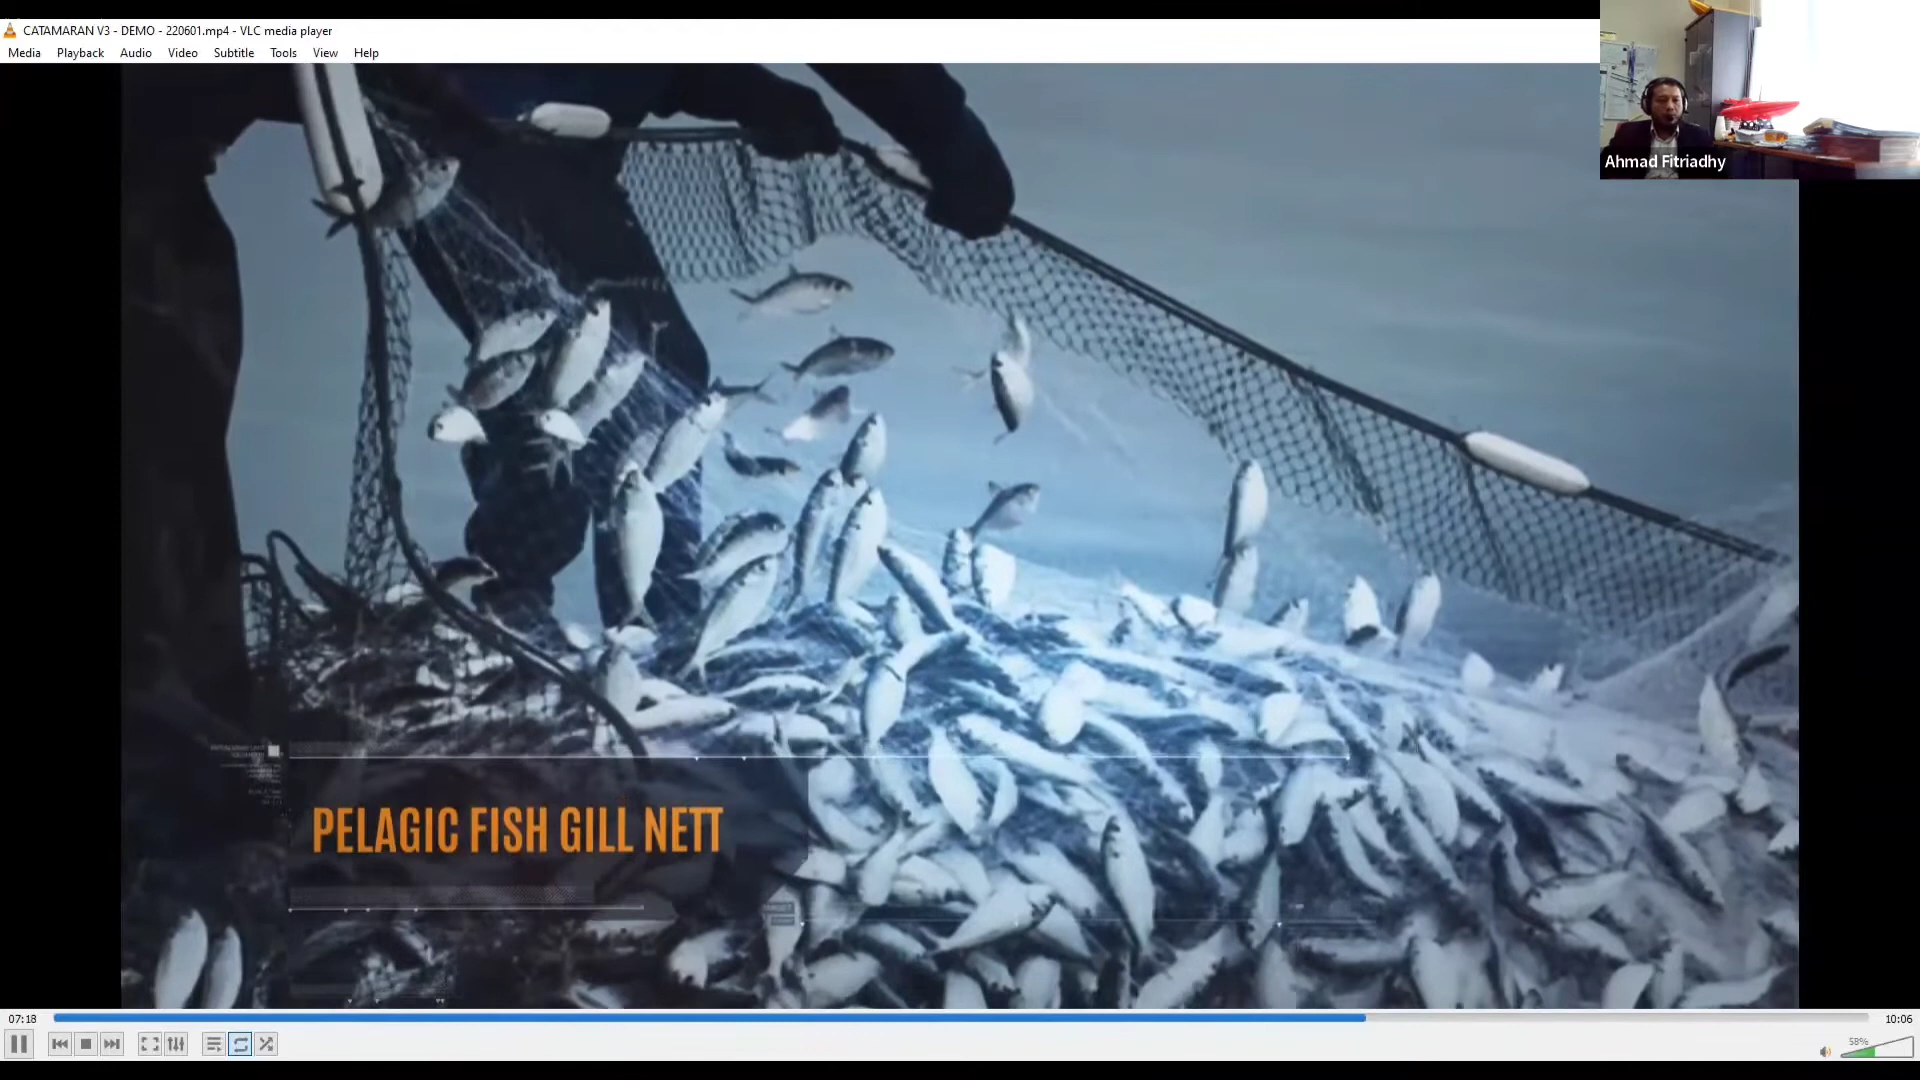 CATAMARAN V3 - DEMO - 220601.mp4 - VLC media player
Media Playback Audio Video Subtitle Tools View Help
Ahmad Fitriadhy
PELAGIC FISH GILL NETT
07:18
10:06
58%